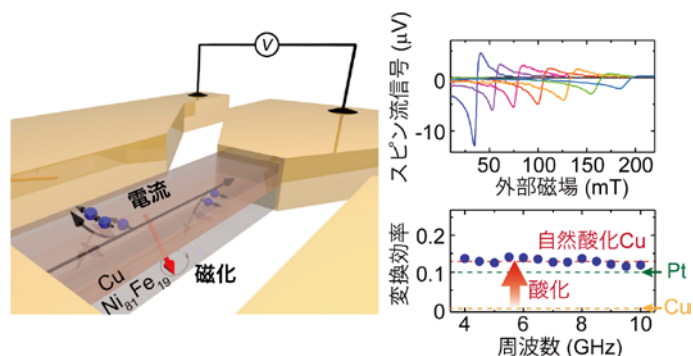 V
電流
Cu
磁化
Ni81Fe19
スピン流信号 (μV)
0
-10
50
100
150
200
外部磁場 (mT)
変換効率
0.2
0.1
0
自然酸化Cu
酸化
Pt
Cu
4
6
8
10
周波数 (GHz)